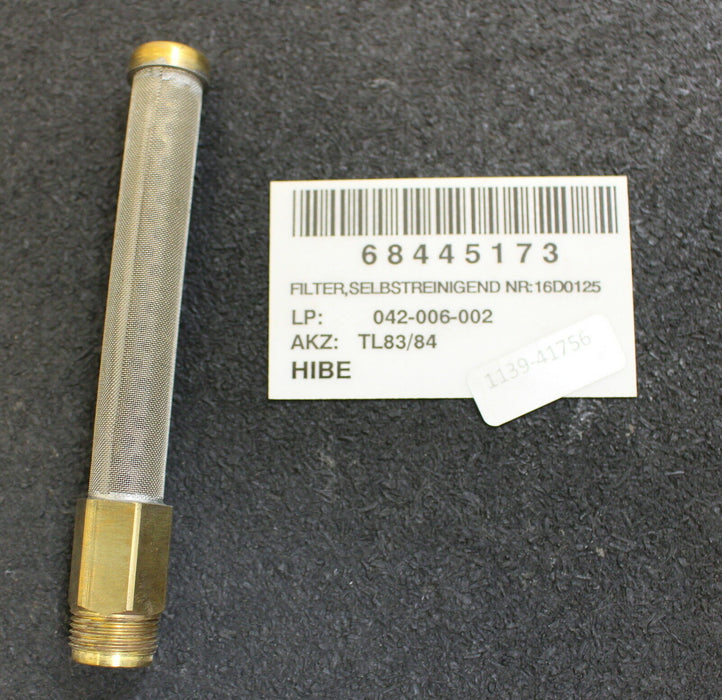 68445173
FILTER,SELBSTREINIGEND NR:16D0125
LP: 042-006-002
AKZ: TL83/84
HIBE
1139-41756